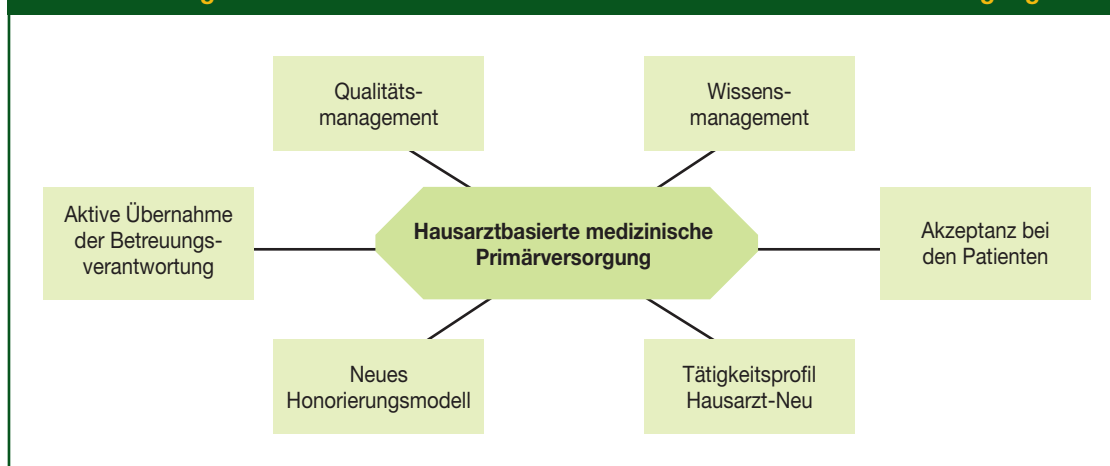 Qualitäts-
management
Wissens-
management
Aktive Übernahme
der Betreuungs-
verantwortung
Hausarztbasierte medizinische
Primärversorgung
Akzeptanz bei
den Patienten
Neues
Honorierungsmodell
Tätigkeitsprofil
Hausarzt-Neu